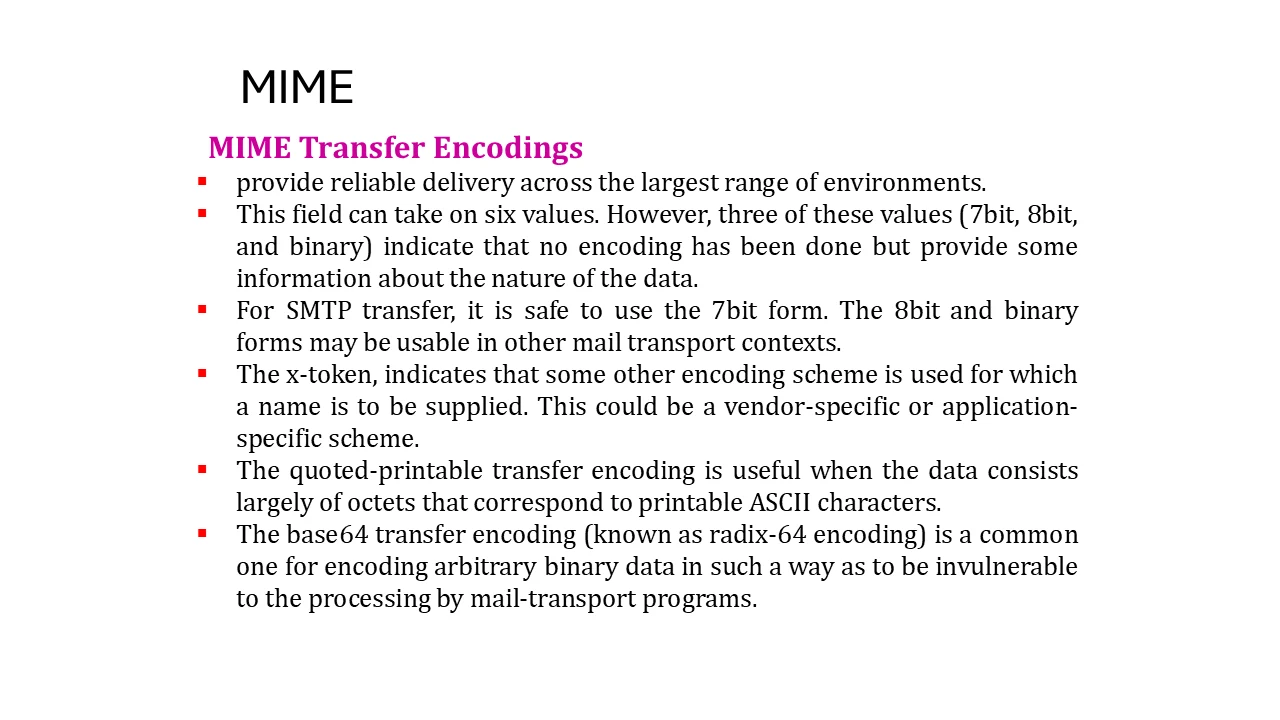 MIME
MIME Transfer Encodings
▪ provide reliable delivery across the largest range of environments.
▪ This field can take on six values. However, three of these values (7bit, 8bit,
and binary) indicate that no encoding has been done but provide some
information about the nature of the data.
▪ For SMTP transfer, it is safe to use the 7bit form. The 8bit and binary
forms may be usable in other mail transport contexts.
▪ The x-token, indicates that some other encoding scheme is used for which
a name is to be supplied. This could be a vendor-specific or application-
specific scheme.
▪ The quoted-printable transfer encoding is useful when the data consists
largely of octets that correspond to printable ASCII characters.
▪ The base64 transfer encoding (known as radix-64 encoding) is a common
one for encoding arbitrary binary data in such a way as to be invulnerable
to the processing by mail-transport programs.